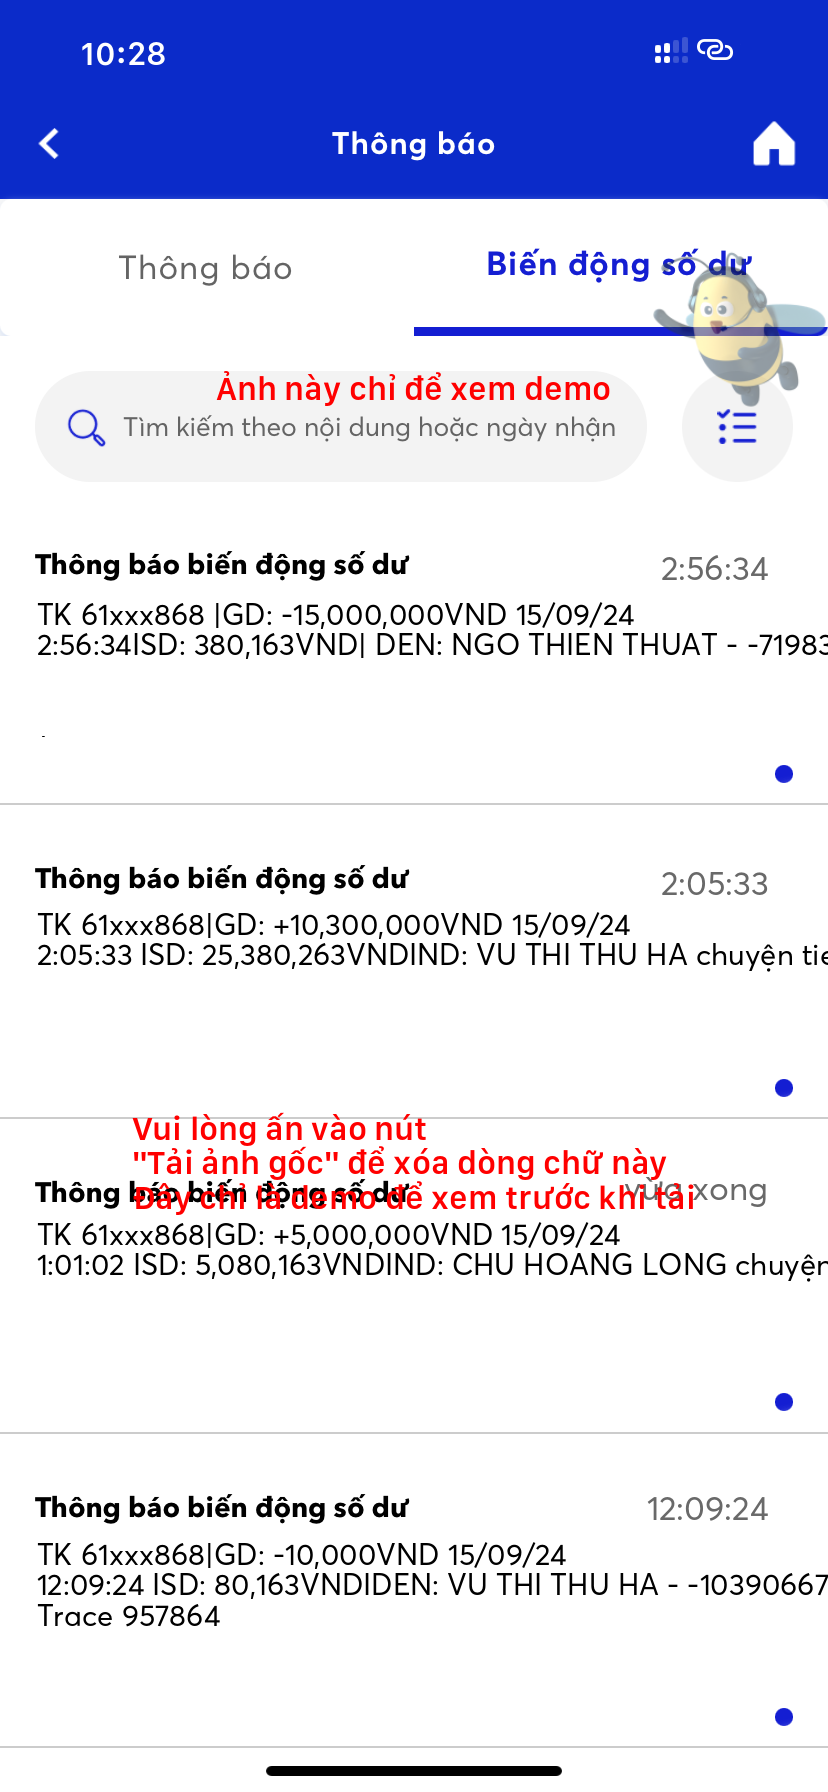 10:28
Thông báo
Thông báo
Biến động số dư
Ảnh này chỉ để xem demo
Tìm kiếm theo nội dung hoặc ngày nhận
Thông báo biến động số dư
2:56:34
TK 61xxx868 |GD: -15,000,000VND 15/09/24
2:56:34ISD: 380,163VND| DEN: NGO THIEN THUAT - -71983
Thông báo biến động số dư
2:05:33
TK 61xxx868|GD: +10,300,000VND 15/09/24
2:05:33 ISD: 25,380,263VNDIND: VU THI THU HA chuyện tie
Vui lòng ấn vào nút
"Tải ảnh gốc" để xóa dòng chữ này
Đây chỉ là demo để xem trước khi tải
Thông báo biến động số dư
vừa xong
TK 61xxx868|GD: +5,000,000VND 15/09/24
1:01:02 ISD: 5,080,163VNDIND: CHU HOANG LONG chuyện
Thông báo biến động số dư
12:09:24
TK 61xxx868|GD: -10,000VND 15/09/24
12:09:24 ISD: 80,163VNDIDEN: VU THI THU HA - -10390667
Trace 957864